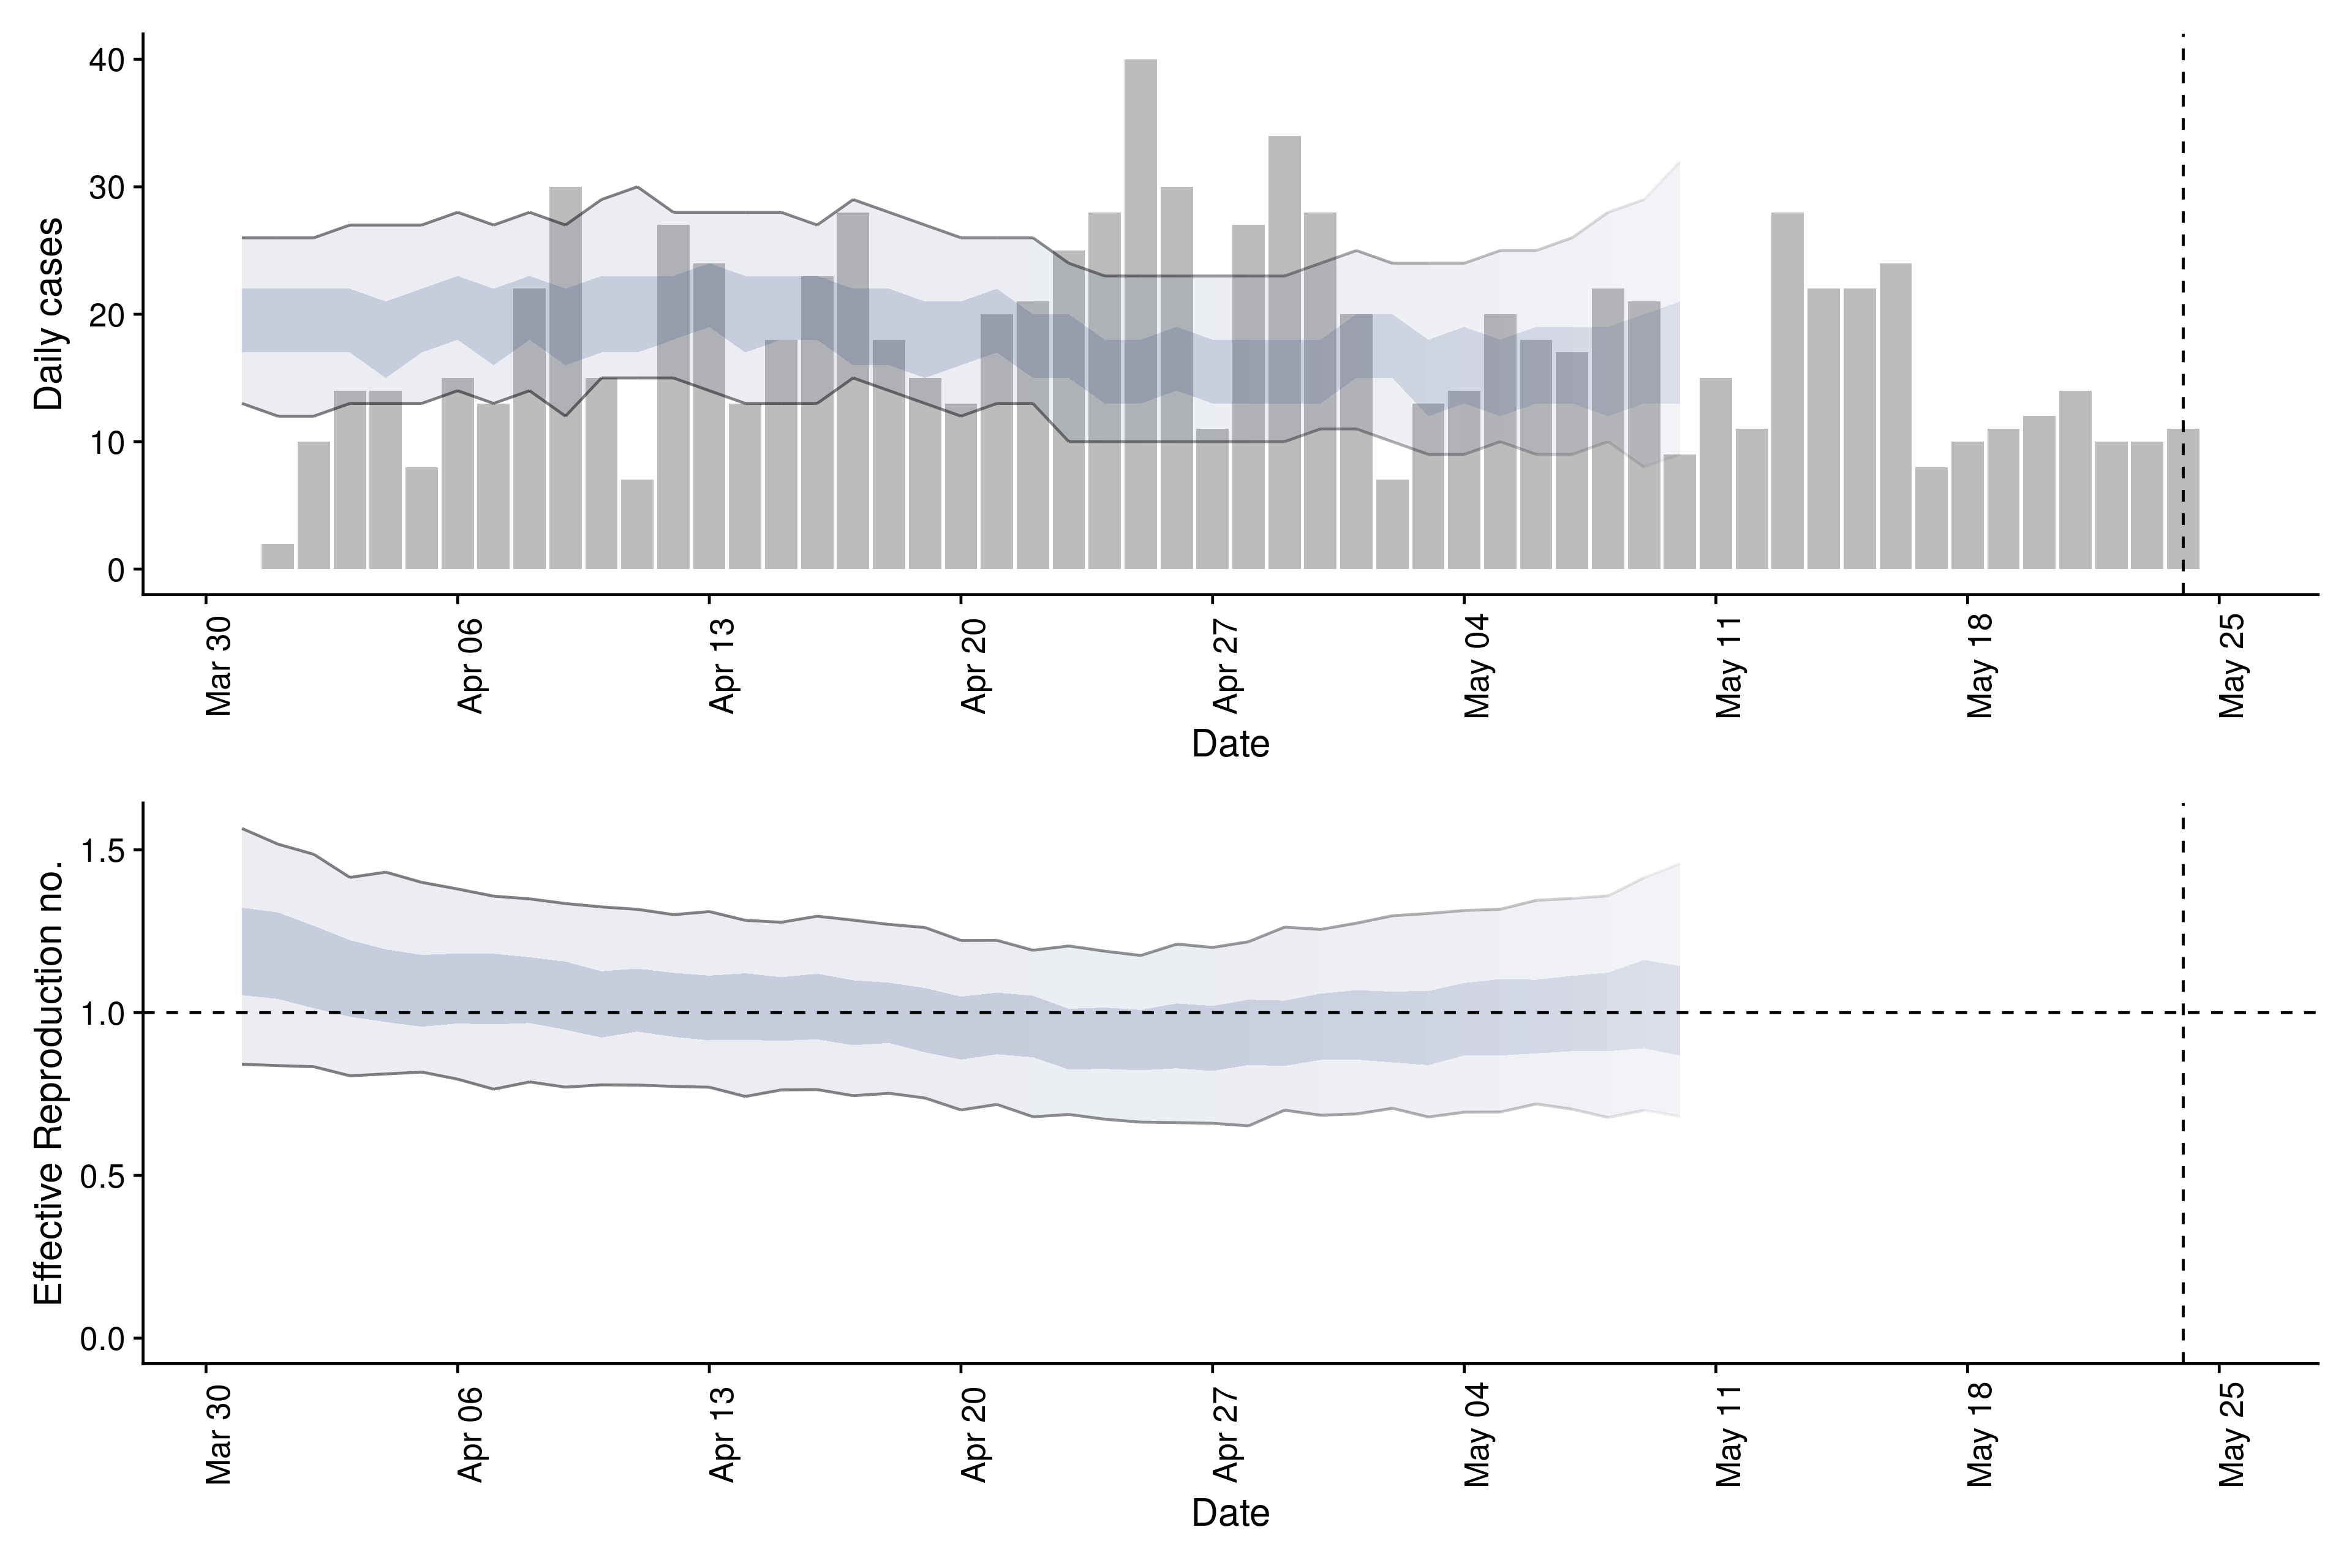 Daily cases
40
30
20
10
0
Mar 30
Apr 06
Apr 13
Apr 20
Apr 27
May 04
May 11
May 18
May 25
Date
Effective Reproduction no.
1.5
1.0
0.5
0.0
Mar 30
Apr 06
Apr 13
Apr 20
Apr 27
May 04
May 11
May 18
May 25
Date